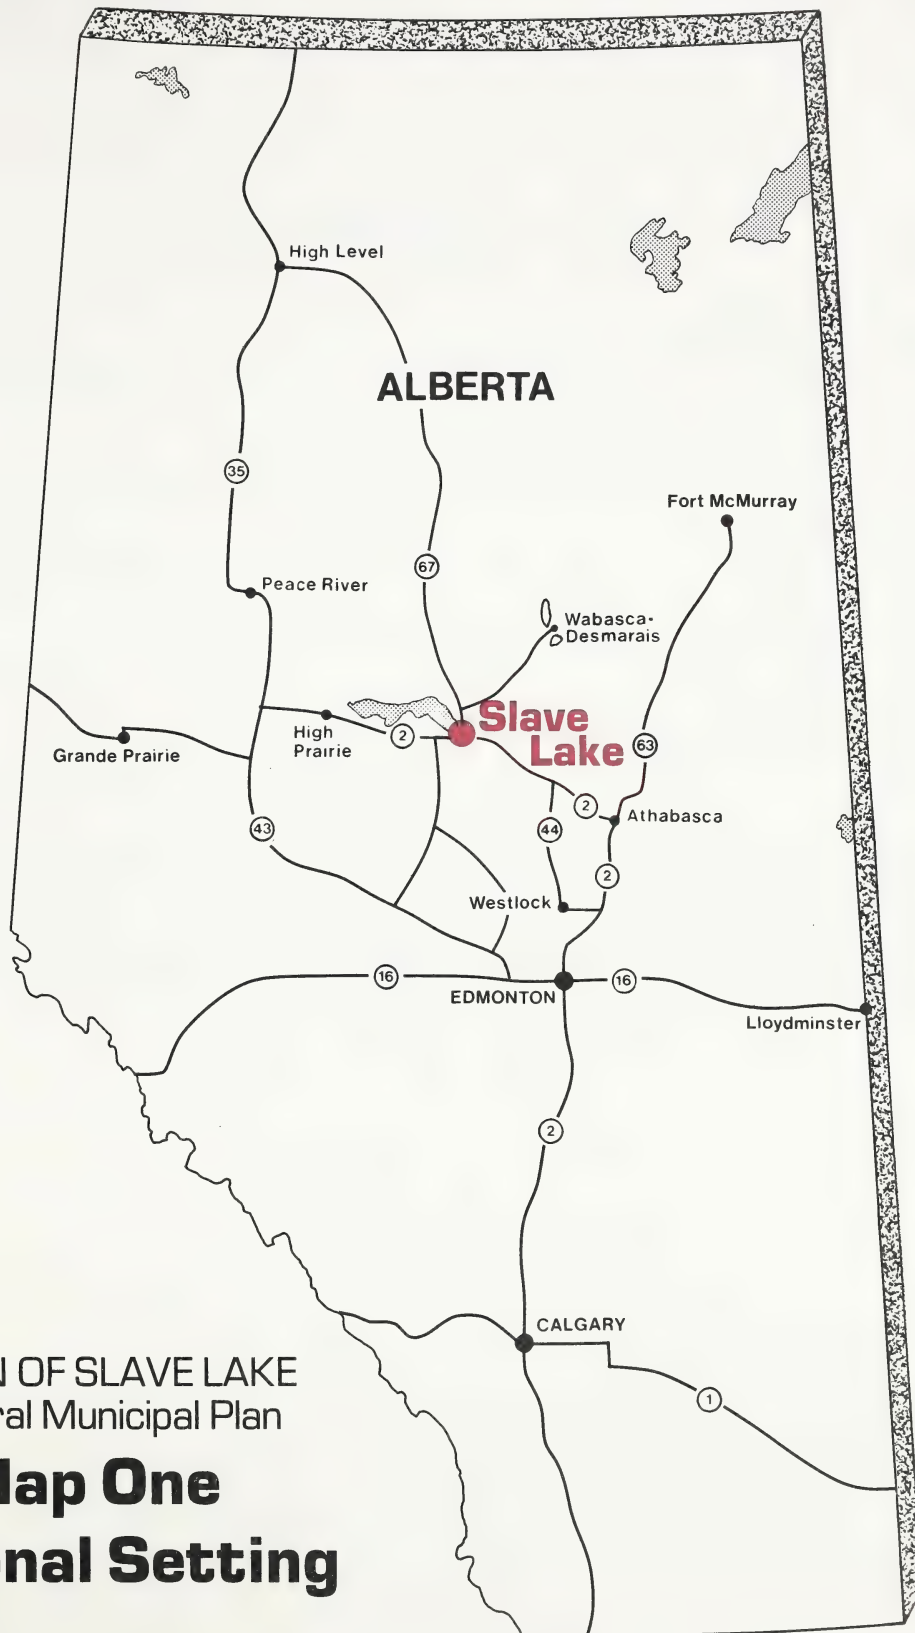 High Level
ALBERTA
35
Fort McMurray
67
Peace River
Wabasca-
Desmarais
Slave
Lake
High
Prairie
2
63
Grande Prairie
2
Athabasca
43
44
2
Westlock
16
16
EDMONTON
Lloydminster
2
CALGARY
N OF SLAVE LAKE
ral Municipal Plan
1
Map One
onal Setting